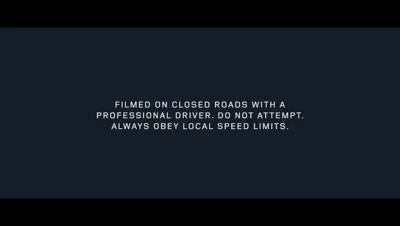 FILMED ON CLOSED ROADS WITH A
PROFESSIONAL DRIVER. DO NOT ATTEMPT.
ALWAYS OBEY LOCAL SPEED LIMITS.